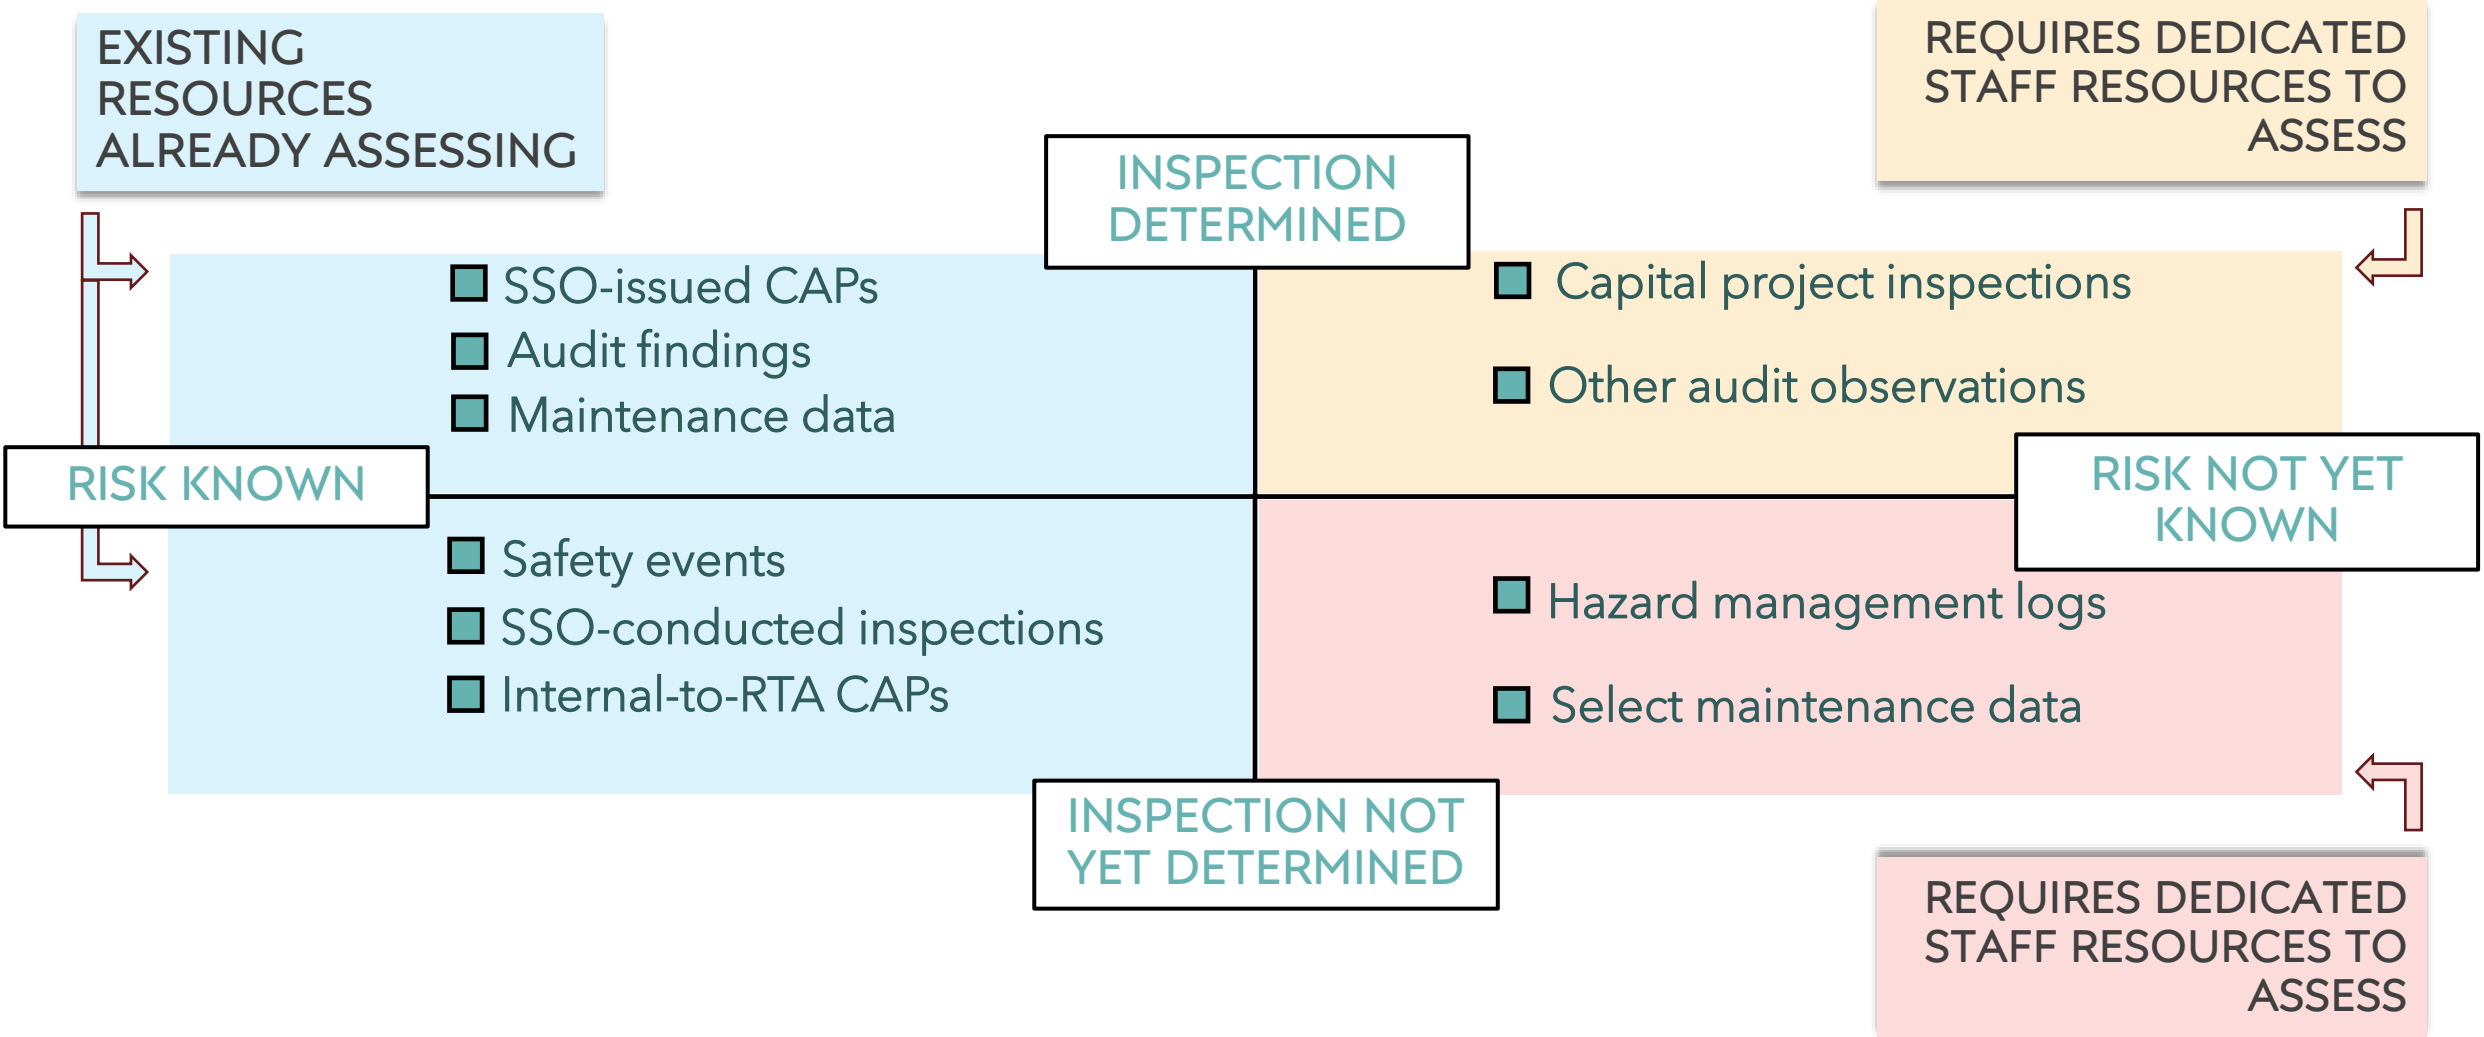 EXISTING
RESOURCES
ALREADY ASSESSING
REQUIRES DEDICATED
STAFF RESOURCES TO
ASSESS
INSPECTION
DETERMINED
SSO-issued CAPs
Audit findings
Maintenance data
Capital project inspections
Other audit observations
RISK KNOWN
RISK NOT YET
KNOWN
Safety events
SSO-conducted inspections
Internal-to-RTA CAPs
Hazard management logs
Select maintenance data
INSPECTION NOT
YET DETERMINED
REQUIRES DEDICATED
STAFF RESOURCES TO
ASSESS